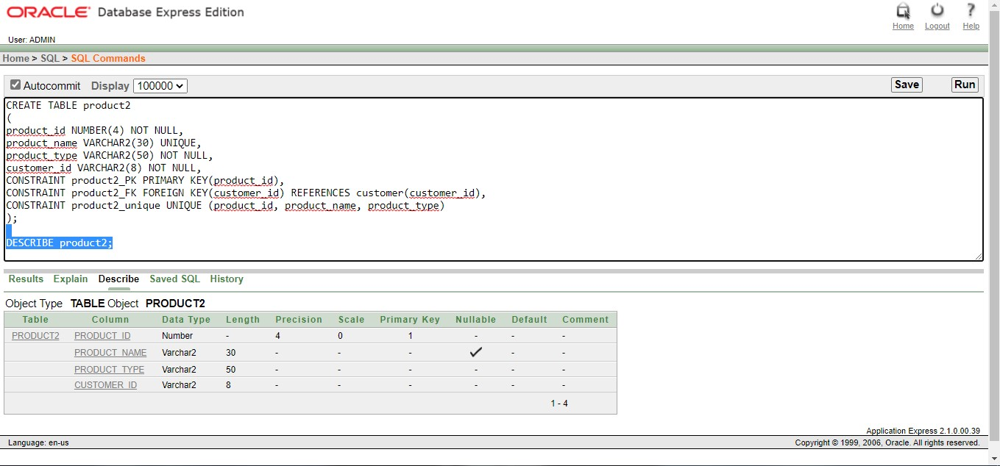 ORACLE® Database Express Edition
Home Logout Help
User: ADMIN
Home > SQL > SQL Commands
Autocommit Display 100000 Save Run
CREATE TABLE product2
(
product_id NUMBER(4) NOT NULL,
product_name VARCHAR2(30) UNIQUE,
product_type VARCHAR2(50) NOT NULL,
customer_id VARCHAR2(8) NOT NULL,
CONSTRAINT product2_PK PRIMARY KEY(product_id),
CONSTRAINT product2_FK FOREIGN KEY(customer_id) REFERENCES customer(customer_id),
CONSTRAINT product2_unique UNIQUE (product_id, product_name, product_type)
);
DESCRIBE product2;
Results Explain Describe Saved SQL History
Object Type TABLE Object PRODUCT2
Table Column Data Type Length Precision Scale Primary Key Nullable Default Comment
PRODUCT2 PRODUCT_ID Number - 4 0 1 - - -
PRODUCT_NAME Varchar2 30 - - - ✓ - -
PRODUCT_TYPE Varchar2 50 - - - - - -
CUSTOMER_ID Varchar2 8 - - - - - -
1 - 4
Application Express 2.1.0.00.39
Language: en-us Copyright © 1999, 2006, Oracle. All rights reserved.